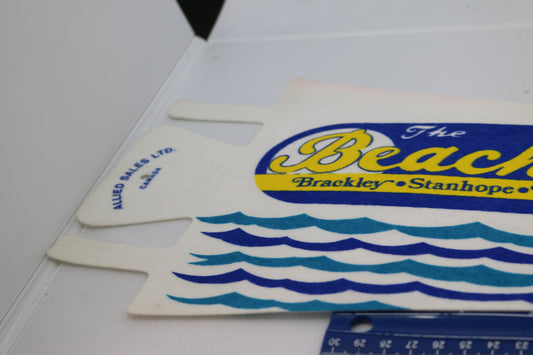 ALLIED SALES LTD.
CANADA
The
Beach
Brackley • Stanhope •
30 29 28 27 26 25 24 23